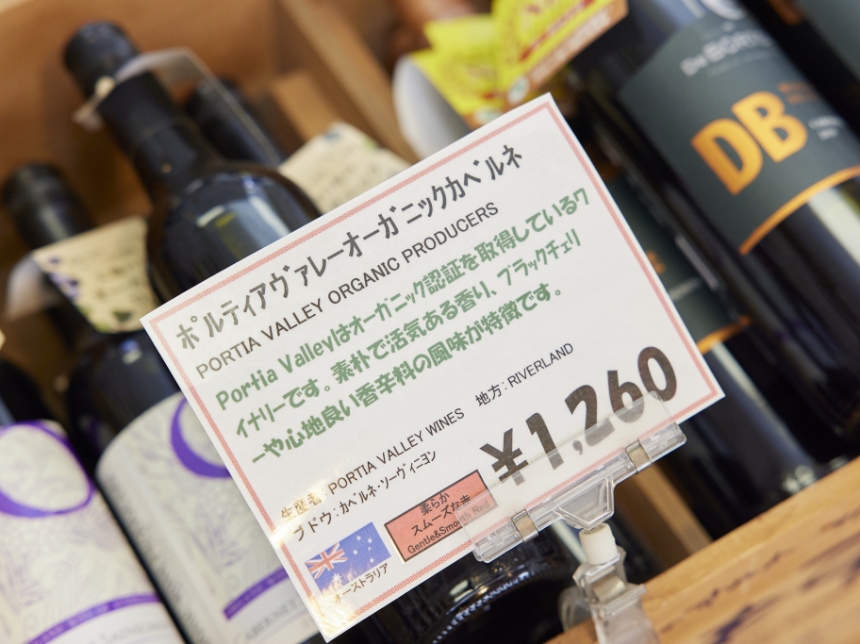 ポルティアヴァレーオーガニックカベルネ
PORTIA VALLEY ORGANIC PRODUCERS
Portia Valleyはオーガニック認証を取得しているワ
イナリーです。素朴で活気ある香り、ブラックチェリ
ーや心地良い香辛料の風味が特徴です。
生産者：PORTIA VALLEY WINES 地方：RIVERLAND
ブドウ：カベルネ・ソーヴィニヨン
¥1,260
柔らか
スムーズな赤
Gentle&Smooth Red
オーストラリア
DE BORTOLI
DB